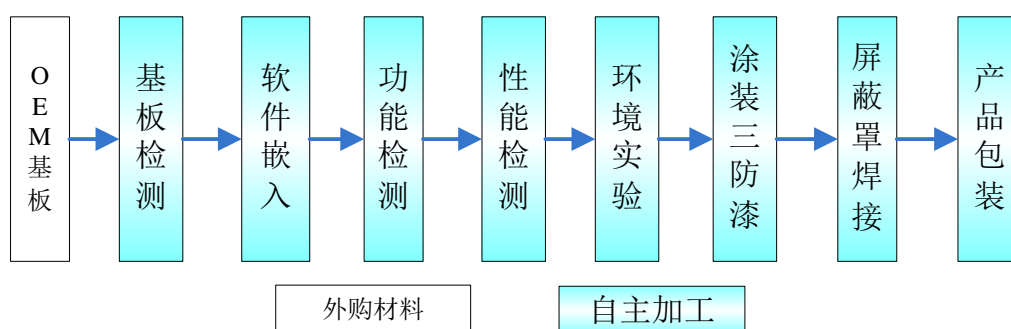 OEM基板
基板检测
软件嵌入
功能检测
性能检测
环境实验
涂装三防漆
屏蔽罩焊接
产品包装
外购材料
自主加工